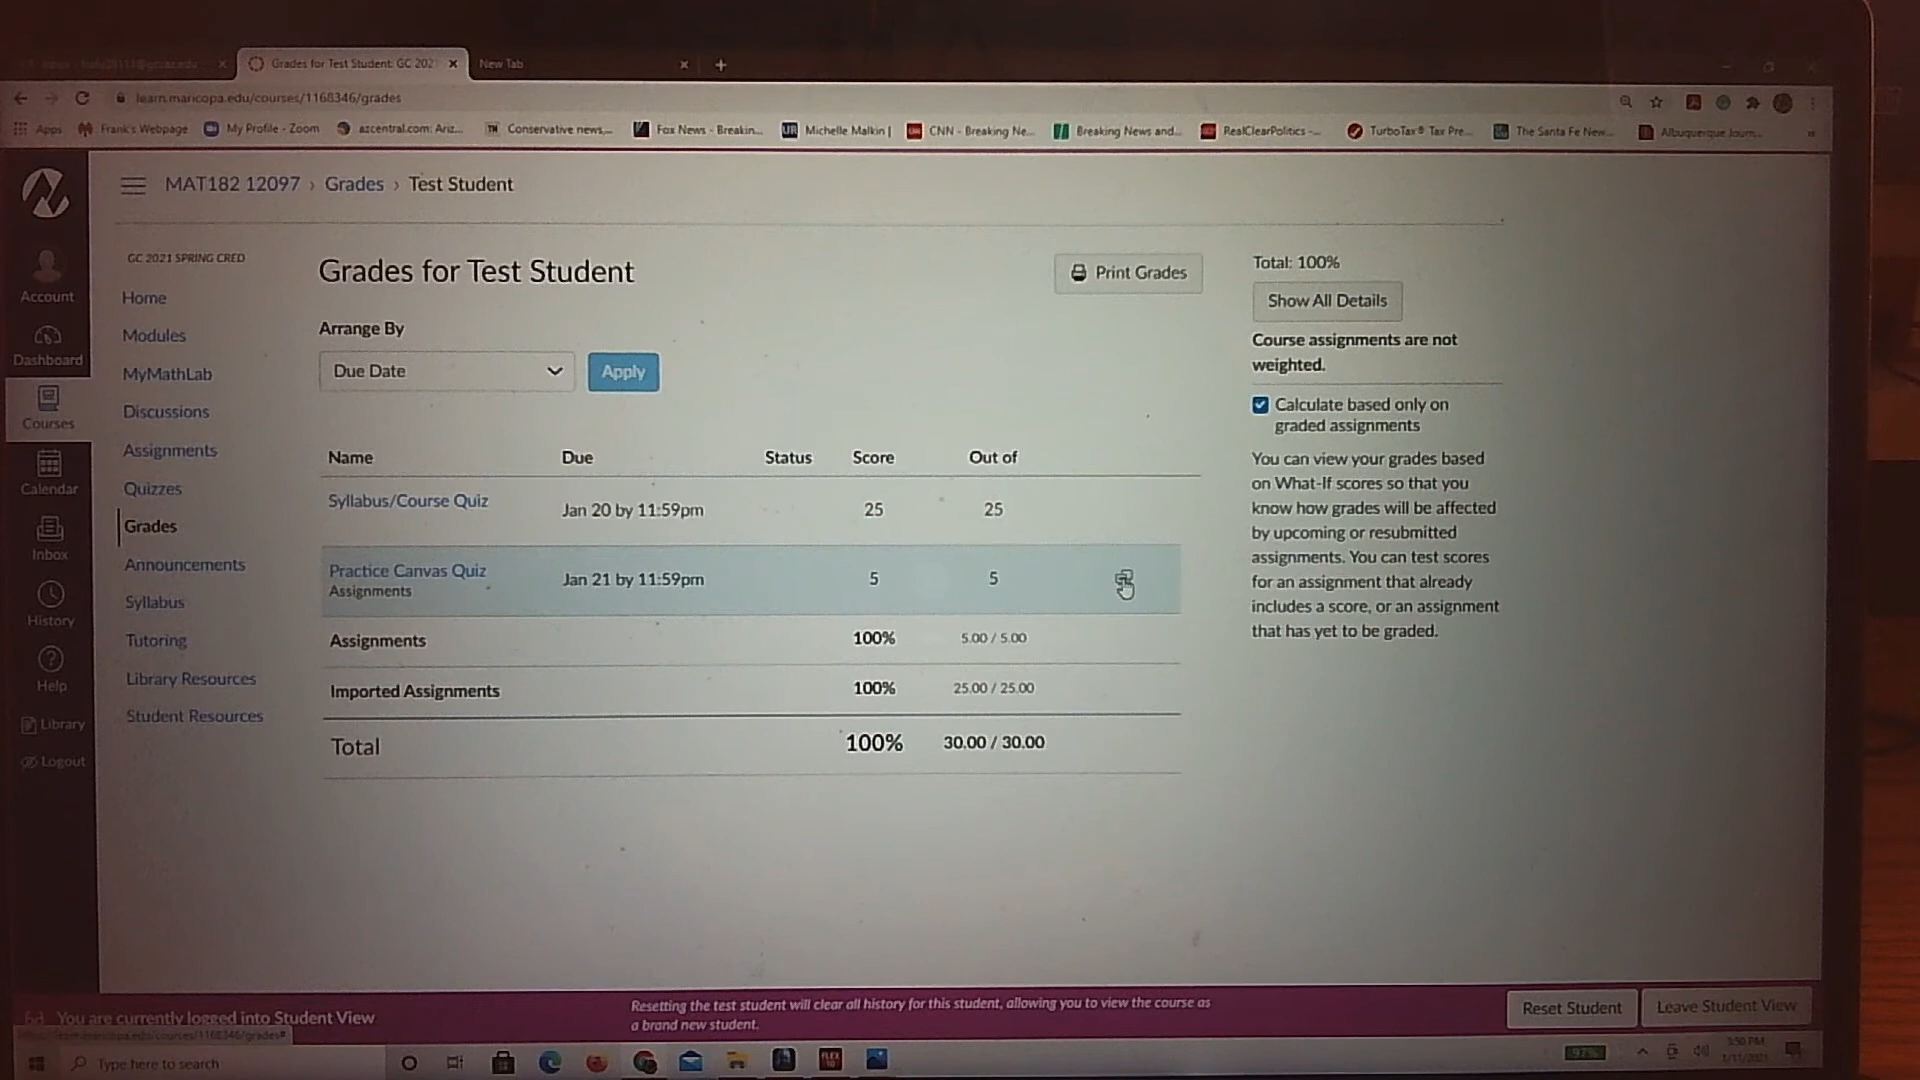 Grades for Test Student: GC 202
New Tab
learn.maricopa.edu/courses/1168346/grades
Apps
Frank's Webpage
My Profile - Zoom
azcentral.com: Ariz...
Conservative news,...
Fox News - Breakin...
Michelle Malkin |
CNN - Breaking Ne...
Breaking News and...
RealClearPolitics -...
TurboTax® Tax Pre...
The Santa Fe New...
Albuquerque Journ...
MAT182 12097 › Grades › Test Student
Account
Dashboard
Courses
Calendar
Inbox
History
Help
Library
Logout
GC 2021 SPRING CRED
Home
Modules
MyMathLab
Discussions
Assignments
Quizzes
Grades
Announcements
Syllabus
Tutoring
Library Resources
Student Resources
Grades for Test Student
Print Grades
Arrange By
Due Date
Apply
Name Due Status Score Out of
Syllabus/Course Quiz Jan 20 by 11:59pm 25 25
Practice Canvas Quiz Jan 21 by 11:59pm 5 5
Assignments
Assignments 100% 5.00 / 5.00
Imported Assignments 100% 25.00 / 25.00
Total 100% 30.00 / 30.00
Total: 100%
Show All Details
Course assignments are not
weighted.
Calculate based only on
graded assignments
You can view your grades based
on What-If scores so that you
know how grades will be affected
by upcoming or resubmitted
assignments. You can test scores
for an assignment that already
includes a score, or an assignment
that has yet to be graded.
You are currently logged into Student View
Resetting the test student will clear all history for this student, allowing you to view the course as
a brand new student.
Reset Student
Leave Student View
Type here to search
97%
3:50 PM
1/11/2021